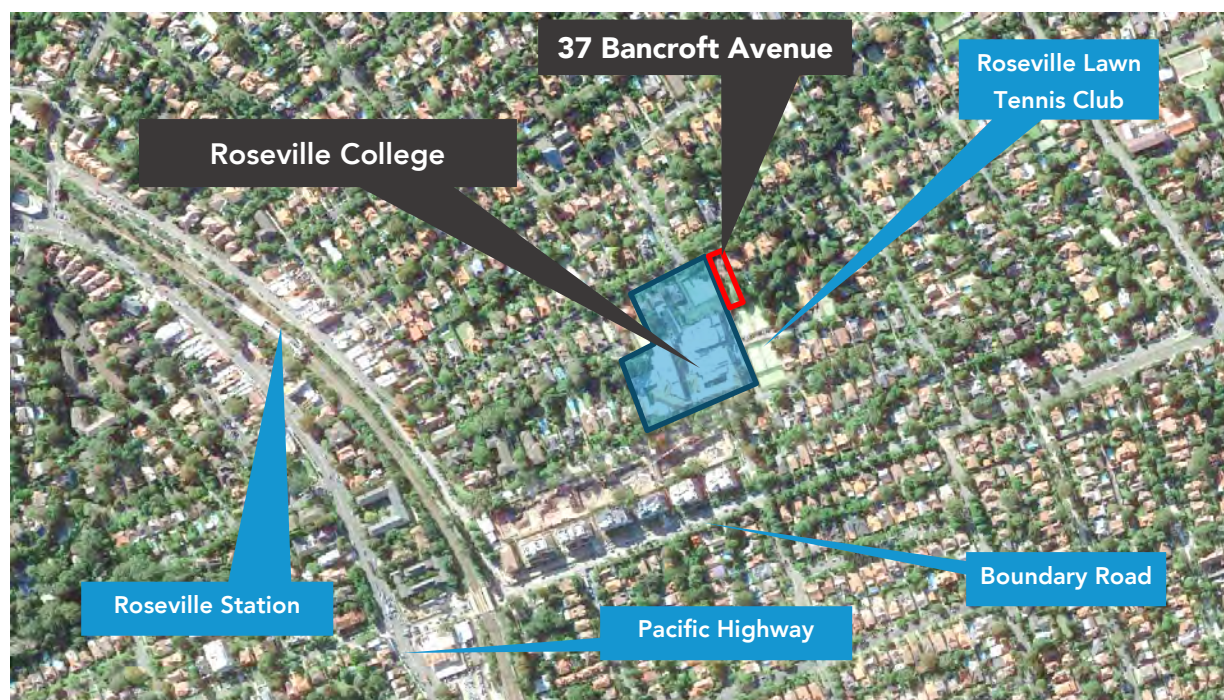 37 Bancroft Avenue
Roseville Lawn
Tennis Club
Roseville College
Roseville Station
Boundary Road
Pacific Highway